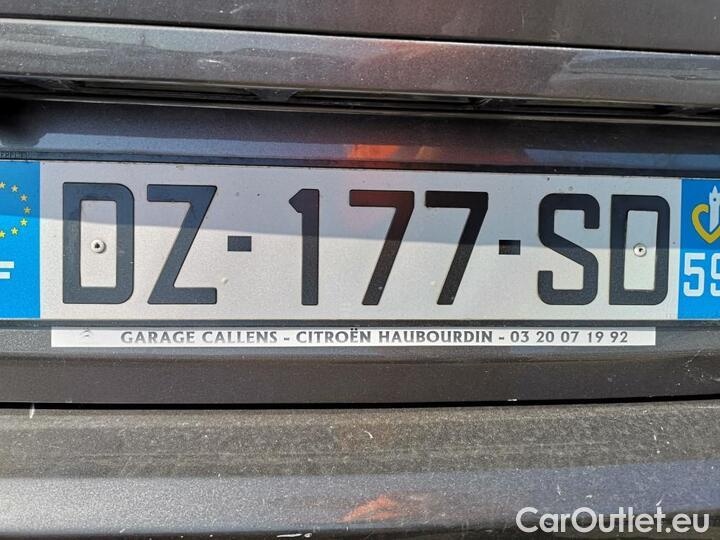 F DZ-177-SD 59
GARAGE CALLENS - CITROËN HAUBOURDIN - 03 20 07 19 92
CarOutlet.eu